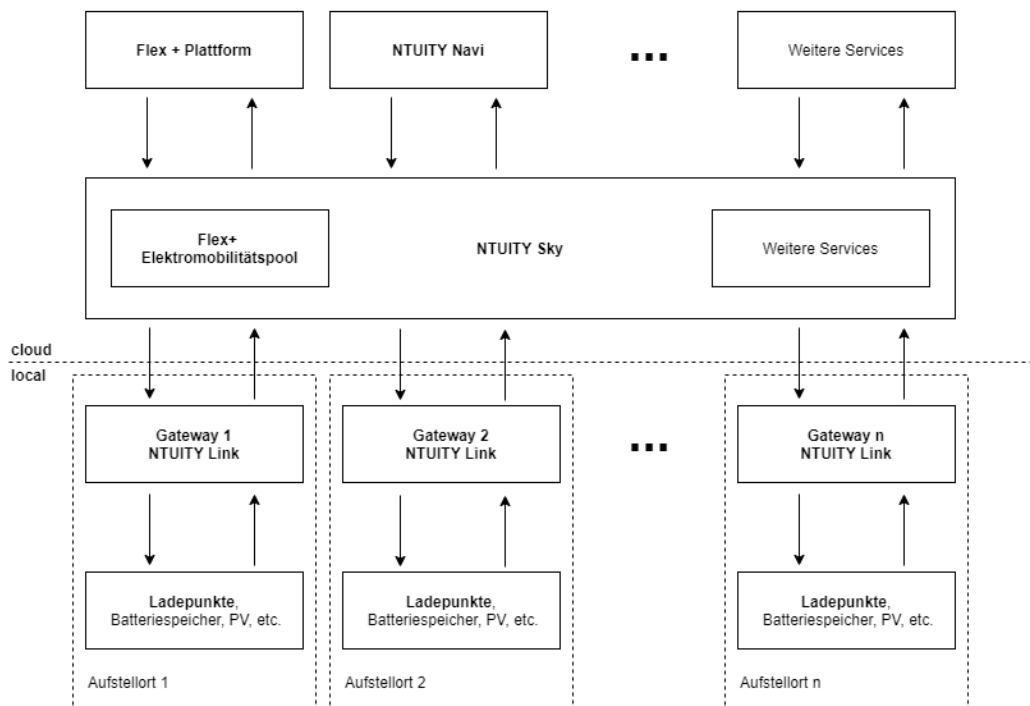 Flex + Plattform
NTUITY Navi
...
Weitere Services
Flex+
Elektromobilitätspool
NTUITY Sky
Weitere Services
cloud
local
Gateway 1
NTUITY Link
Gateway 2
NTUITY Link
...
Gateway n
NTUITY Link
Ladepunkte,
Batteriespeicher, PV, etc.
Ladepunkte,
Batteriespeicher, PV, etc.
Ladepunkte,
Batteriespeicher, PV, etc.
Aufstellort 1
Aufstellort 2
Aufstellort n